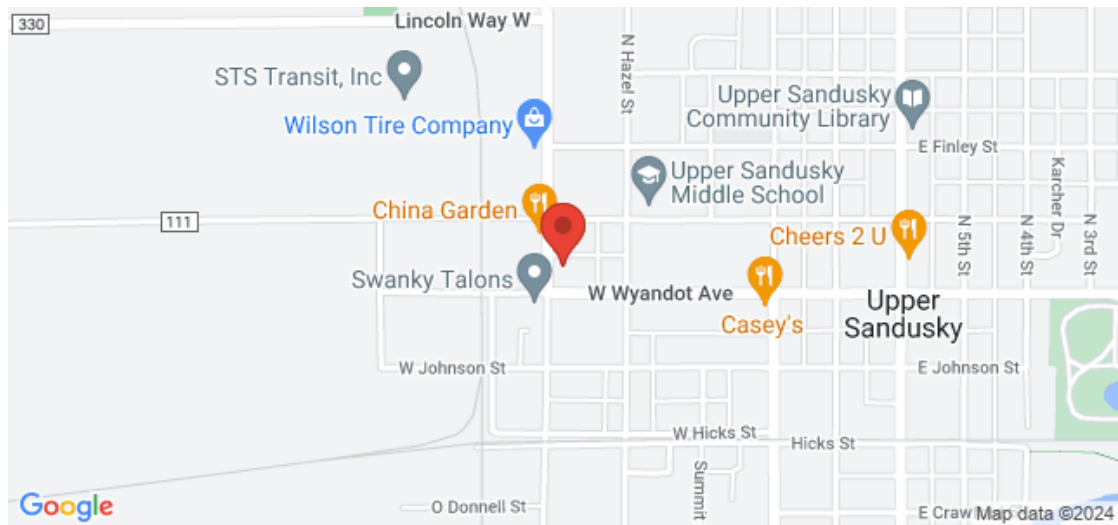 330
Lincoln Way W
N Hazel St
STS Transit, Inc
Upper Sandusky
Community Library
Wilson Tire Company
E Finley St
Upper Sandusky
Middle School
Karcher Dr
China Garden
111
Cheers 2 U
N 5th St
N 4th St
N 3rd St
Swanky Talons
W Wyandot Ave
Upper
Sandusky
Casey's
W Johnson St
E Johnson St
W Hicks St
Hicks St
Summit
O Donnell St
Google
E Craw
Map data ©2024